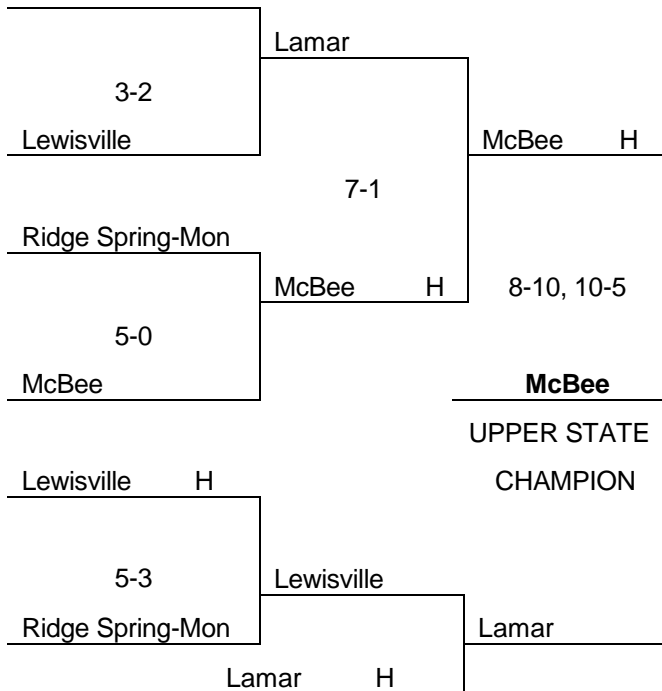 Lamar
3-2
Lewisville
McBee H
7-1
Ridge Spring-Mon
McBee H
8-10, 10-5
5-0
McBee
McBee
UPPER STATE
Lewisville H
CHAMPION
5-3
Lewisville
Ridge Spring-Mon
Lamar
Lamar H